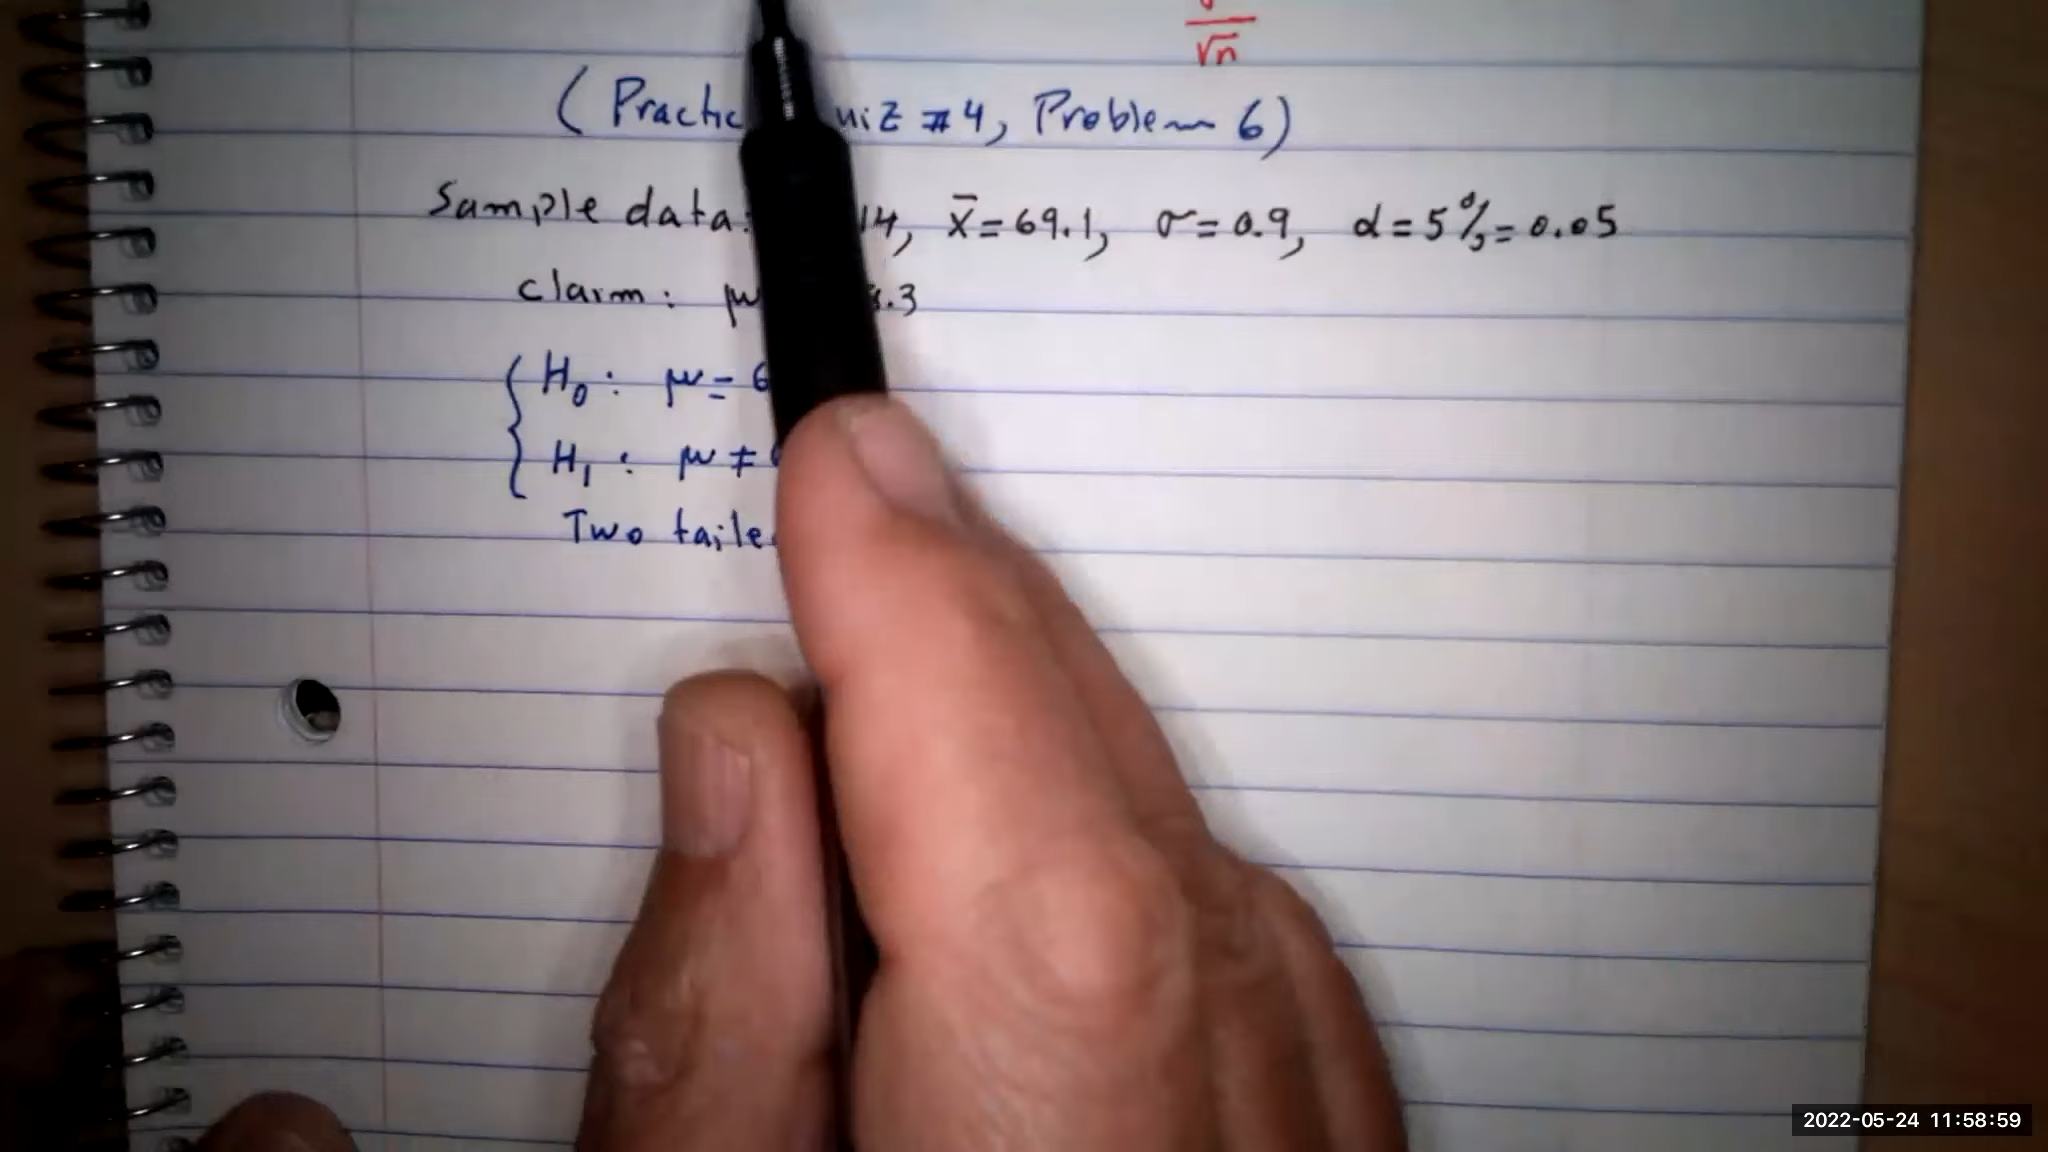 √n
( Practic uiz #4, Problem 6)
Sample data: 14, x̄ = 69.1, σ = 0.9, α = 5% = 0.05
claim: μ .3
H₀: μ = 6
H₁: μ ≠
Two taile
2022-05-24 11:58:59